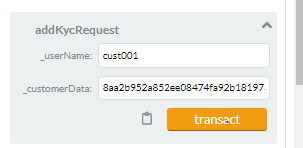 addKycRequest
_userName: cust001
_customerData: 8aa2b952a852ee08474fa92b18197
transact